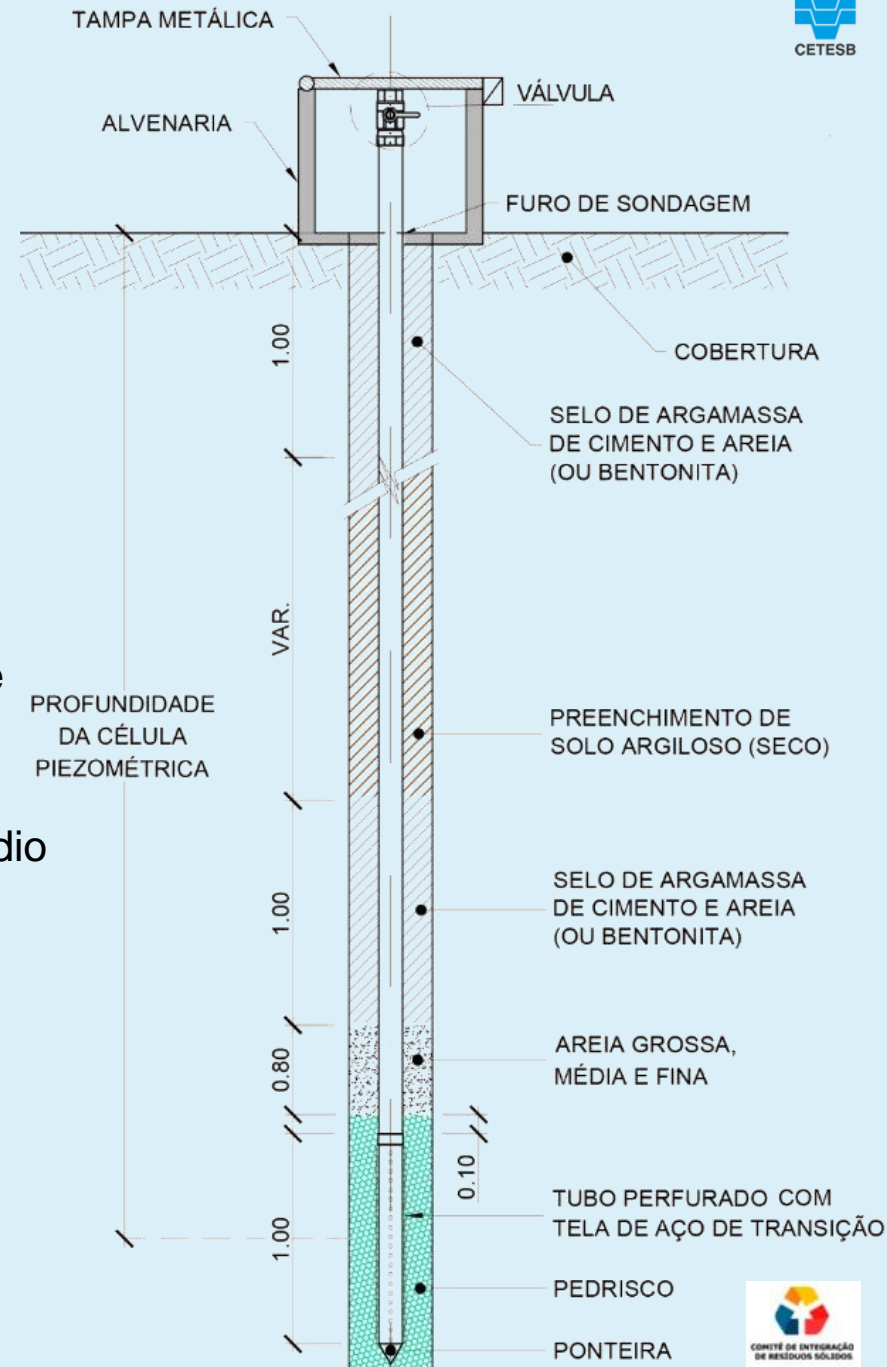 TAMPA METÁLICA
CETESB
VÁLVULA
ALVENARIA
FURO DE SONDAGEM
COBERTURA
1.00
SELO DE ARGAMASSA
DE CIMENTO E AREIA
(OU BENTONITA)
VAR.
e
PROFUNDIDADE
DA CÉLULA
PIEZOMÉTRICA
PREENCHIMENTO DE
SOLO ARGILOSO (SECO)
dio
1.00
SELO DE ARGAMASSA
DE CIMENTO E AREIA
(OU BENTONITA)
0.80
AREIA GROSSA,
MÉDIA E FINA
0.10
1.00
TUBO PERFURADO COM
TELA DE AÇO DE TRANSIÇÃO
PEDRISCO
PONTEIRA
COMITÊ DE INTEGRAÇÃO
DE RESÍDUOS SÓLIDOS